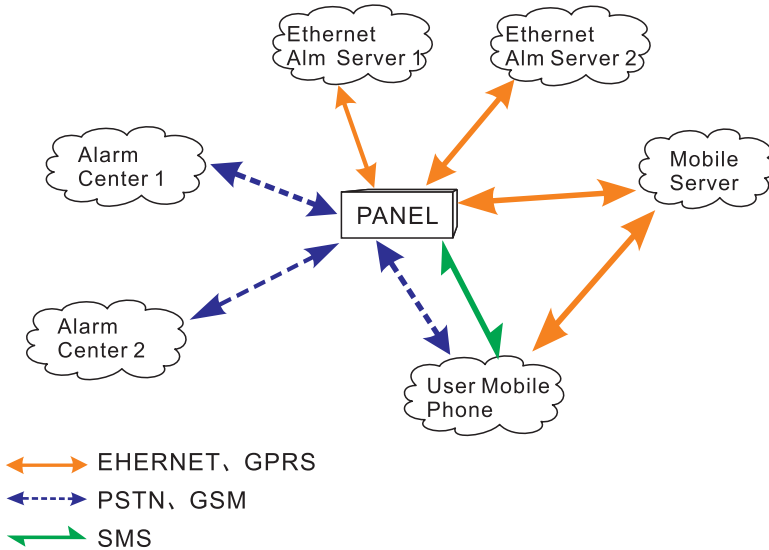 Ethernet
Alm Server 1
Ethernet
Alm Server 2
Alarm
Center 1
Mobile
Server
PANEL
Alarm
Center 2
User Mobile
Phone
EHERNET、GPRS
PSTN、GSM
SMS